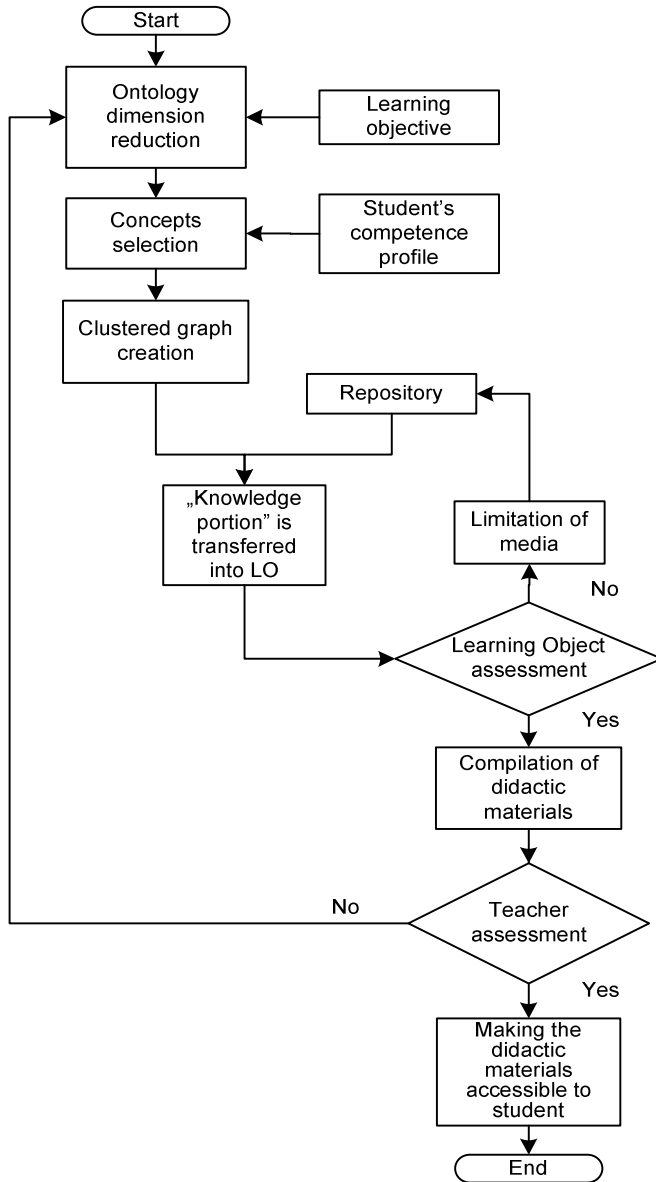 Start
Ontology
dimension
reduction
Learning
objective
Concepts
selection
Student's
competence
profile
Clustered graph
creation
Repository
„Knowledge
portion” is
transferred
into LO
Limitation of
media
No
Learning Object
assessment
Yes
Compilation of
didactic
materials
No
Teacher
assessment
Yes
Making the
didactic
materials
accessible to
student
End